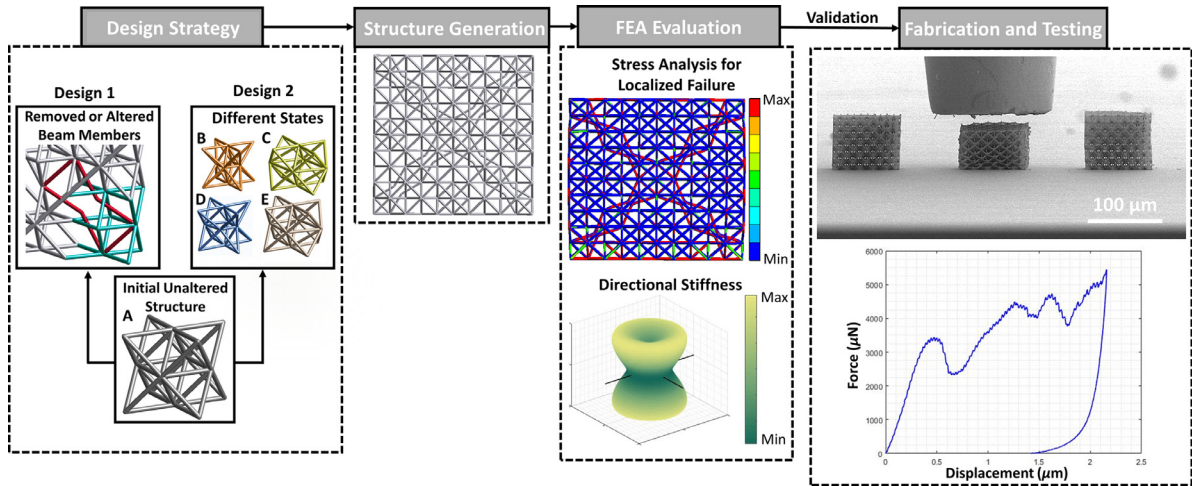 Design Strategy
Structure Generation
FEA Evaluation
Validation
Fabrication and Testing
Design 1
Removed or Altered
Beam Members
Design 2
Different States
B
C
D
E
Initial Unaltered
Structure
A
Stress Analysis for
Localized Failure
Max
Min
Directional Stiffness
Max
Min
100 μm
6000
5000
4000
3000
2000
1000
0
Force (μN)
0
0.5
1
1.5
2
2.5
Displacement (μm)